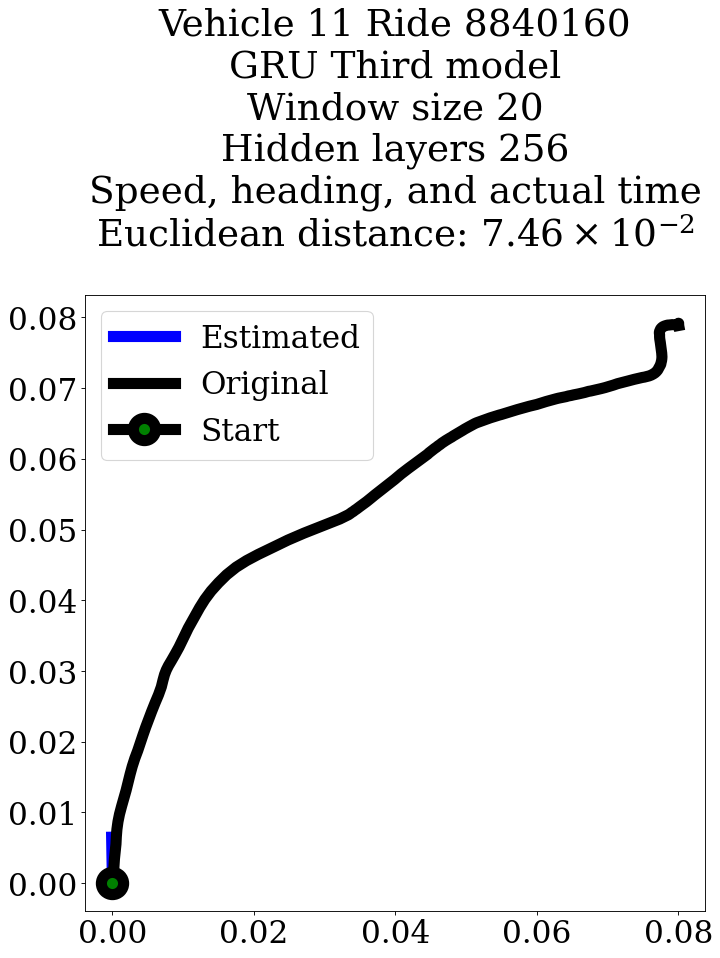 Vehicle 11 Ride 8840160
GRU Third model
Window size 20
Hidden layers 256
Speed, heading, and actual time
Euclidean distance: 7.46 × 10⁻²
Estimated
Original
Start
0.08
0.07
0.06
0.05
0.04
0.03
0.02
0.01
0.00
0.00 0.02 0.04 0.06 0.08